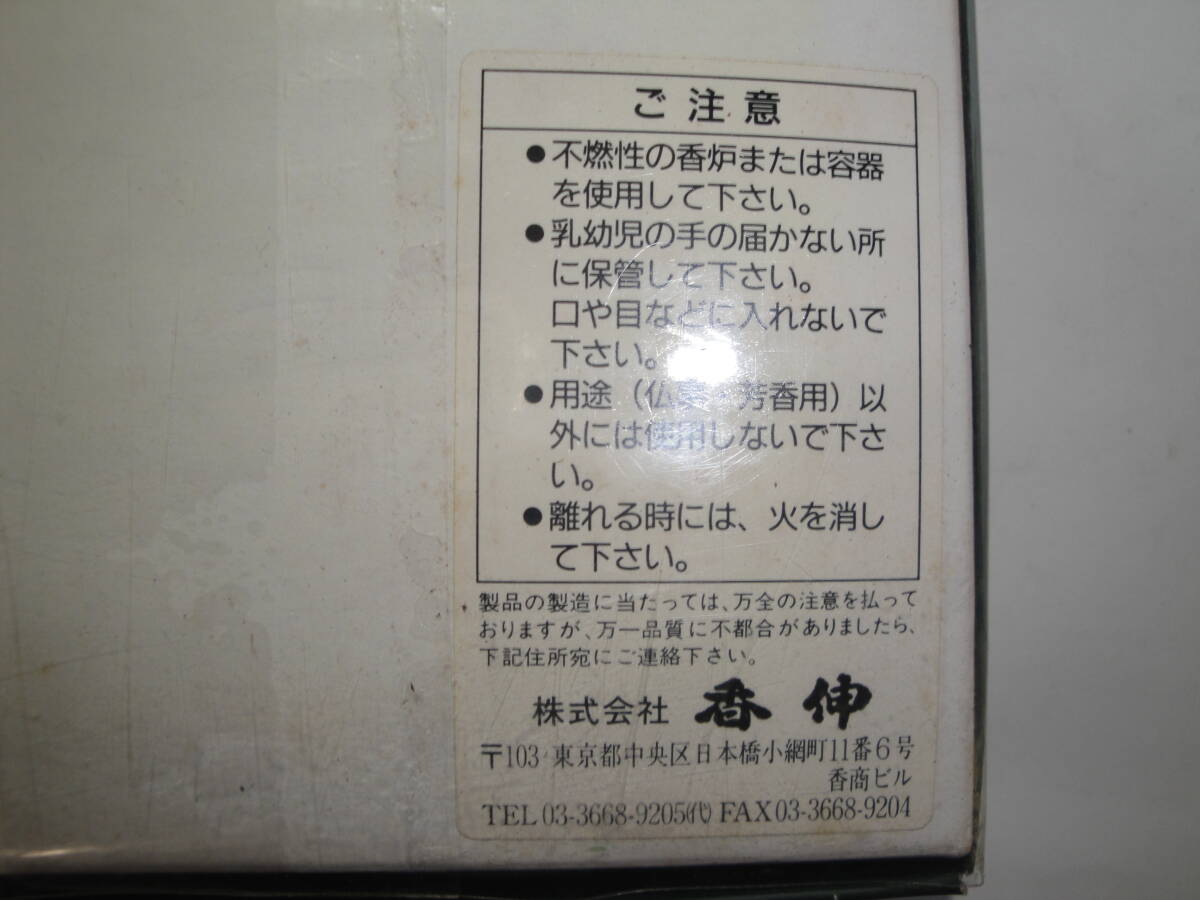 ご注意
●不燃性の香炉または容器
を使用して下さい。
●乳幼児の手の届かない所
に保管して下さい。
口や目などに入れないで
下さい。
●用途（仏事・芳香用）以
外には使用しないで下さ
い。
●離れる時には、火を消し
て下さい。
製品の製造に当たっては、万全の注意を払って
おりますが、万一品質に不都合がありましたら、
下記住所宛にご連絡下さい。
株式会社 香伸
〒103 東京都中央区日本橋小網町11番6号
香商ビル
TEL 03-3668-9205(代) FAX 03-3668-9204